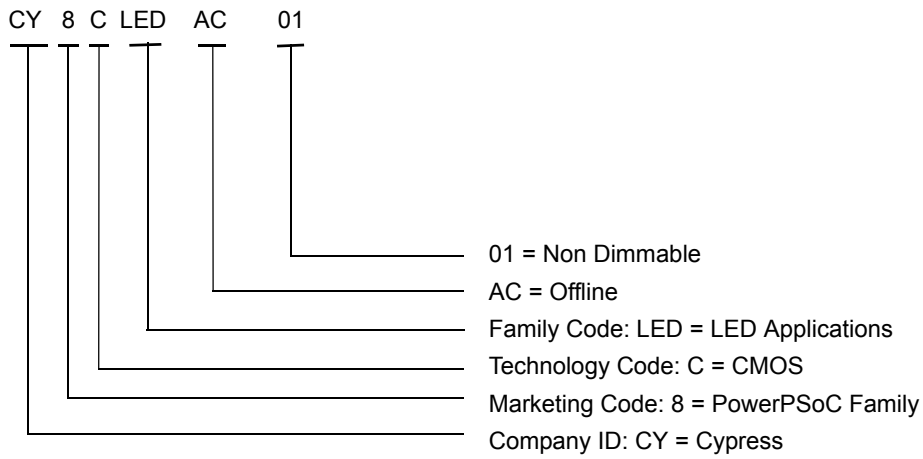 CY 8 C LED AC 01
01 = Non Dimmable
AC = Offline
Family Code: LED = LED Applications
Technology Code: C = CMOS
Marketing Code: 8 = PowerPSoC Family
Company ID: CY = Cypress